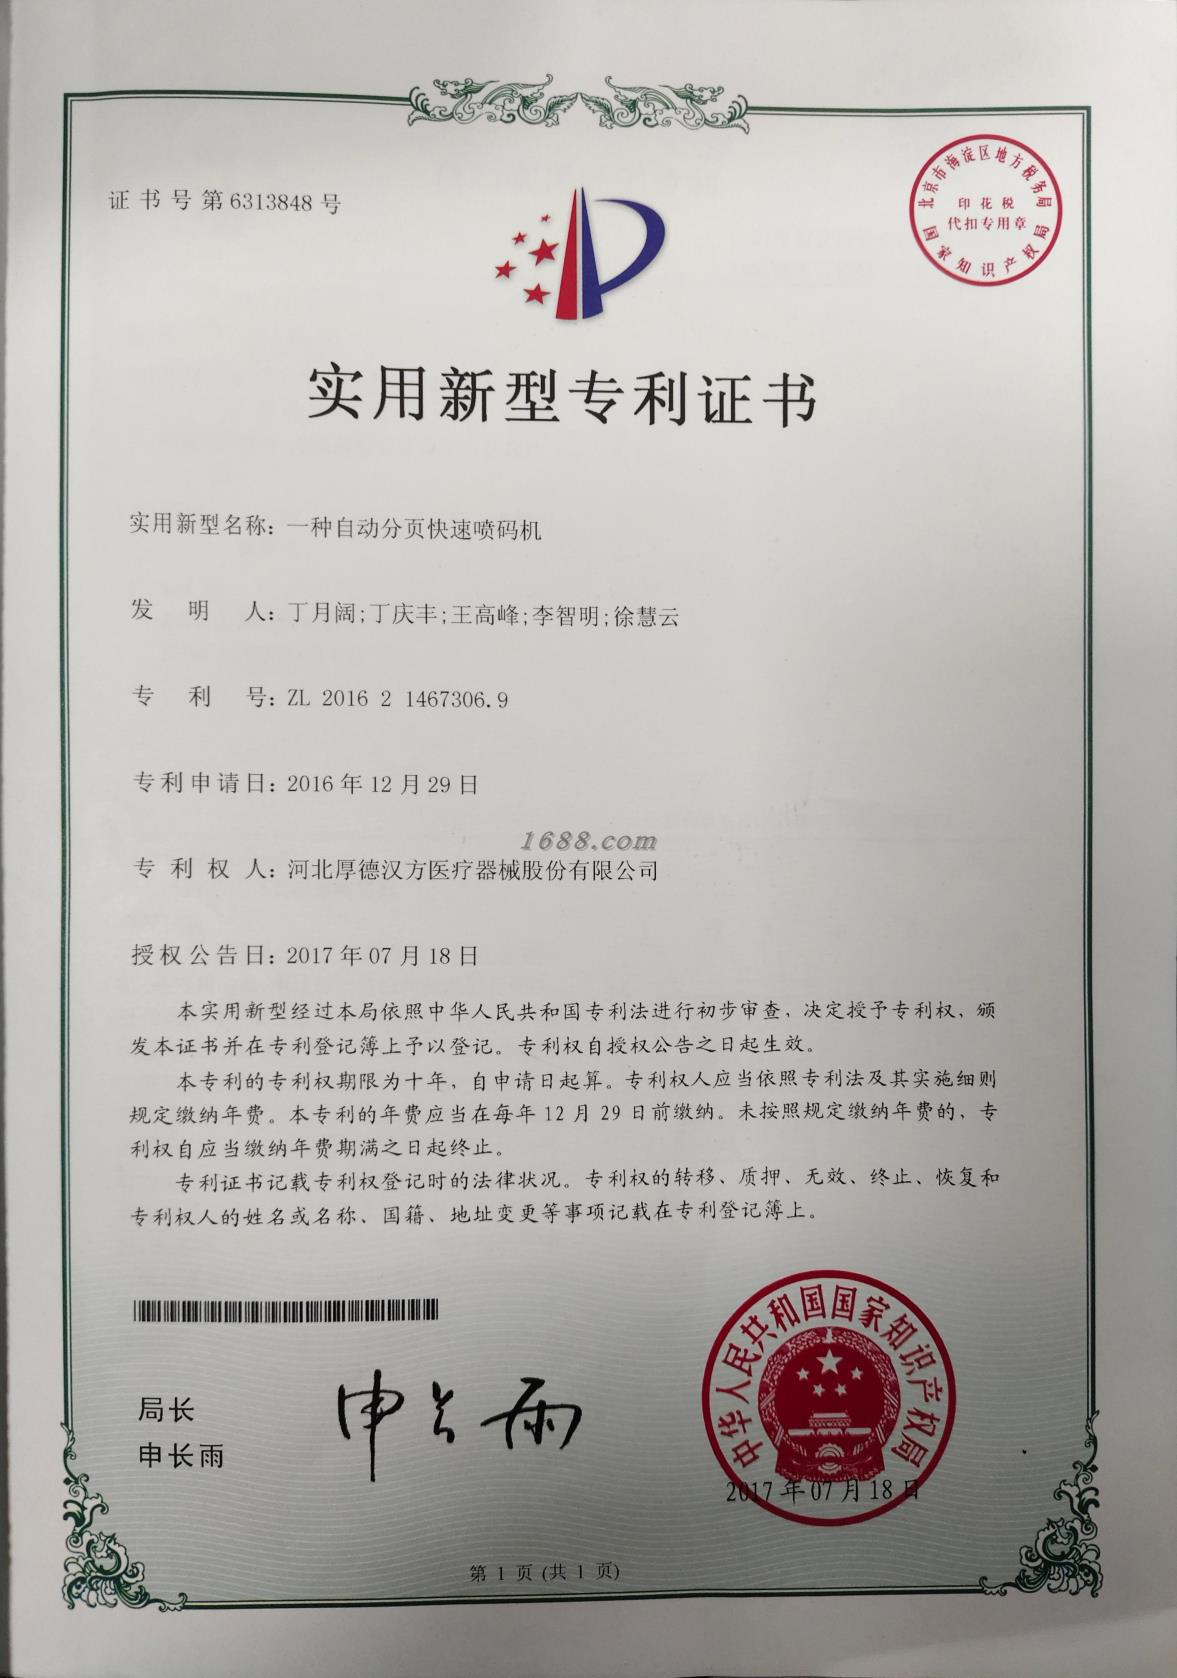 证书号第6313848号
北京市海淀区地方税务局
印花税
代扣专用章
国家知识产权局
实用新型专利证书
实用新型名称：一种自动分页快速喷码机
发明人：丁月阔;丁庆丰;王高峰;李智明;徐慧云
专利号：ZL 2016 2 1467306.9
专利申请日：2016年12月29日
1688.com
专利权人：河北厚德汉方医疗器械股份有限公司
授权公告日：2017年07月18日
本实用新型经过本局依照中华人民共和国专利法进行初步审查，决定授予专利权，颁
发本证书并在专利登记簿上予以登记。专利权自授权公告之日起生效。
本专利的专利权期限为十年，自申请日起算。专利权人应当依照专利法及其实施细则
规定缴纳年费。本专利的年费应当在每年12月29日前缴纳。未按照规定缴纳年费的，专
利权自应当缴纳年费期满之日起终止。
专利证书记载专利权登记时的法律状况。专利权的转移、质押、无效、终止、恢复和
专利权人的姓名或名称、国籍、地址变更等事项记载在专利登记簿上。
局长
申长雨
申长雨
中华人民共和国国家知识产权局
2017年07月18日
第1页(共1页)